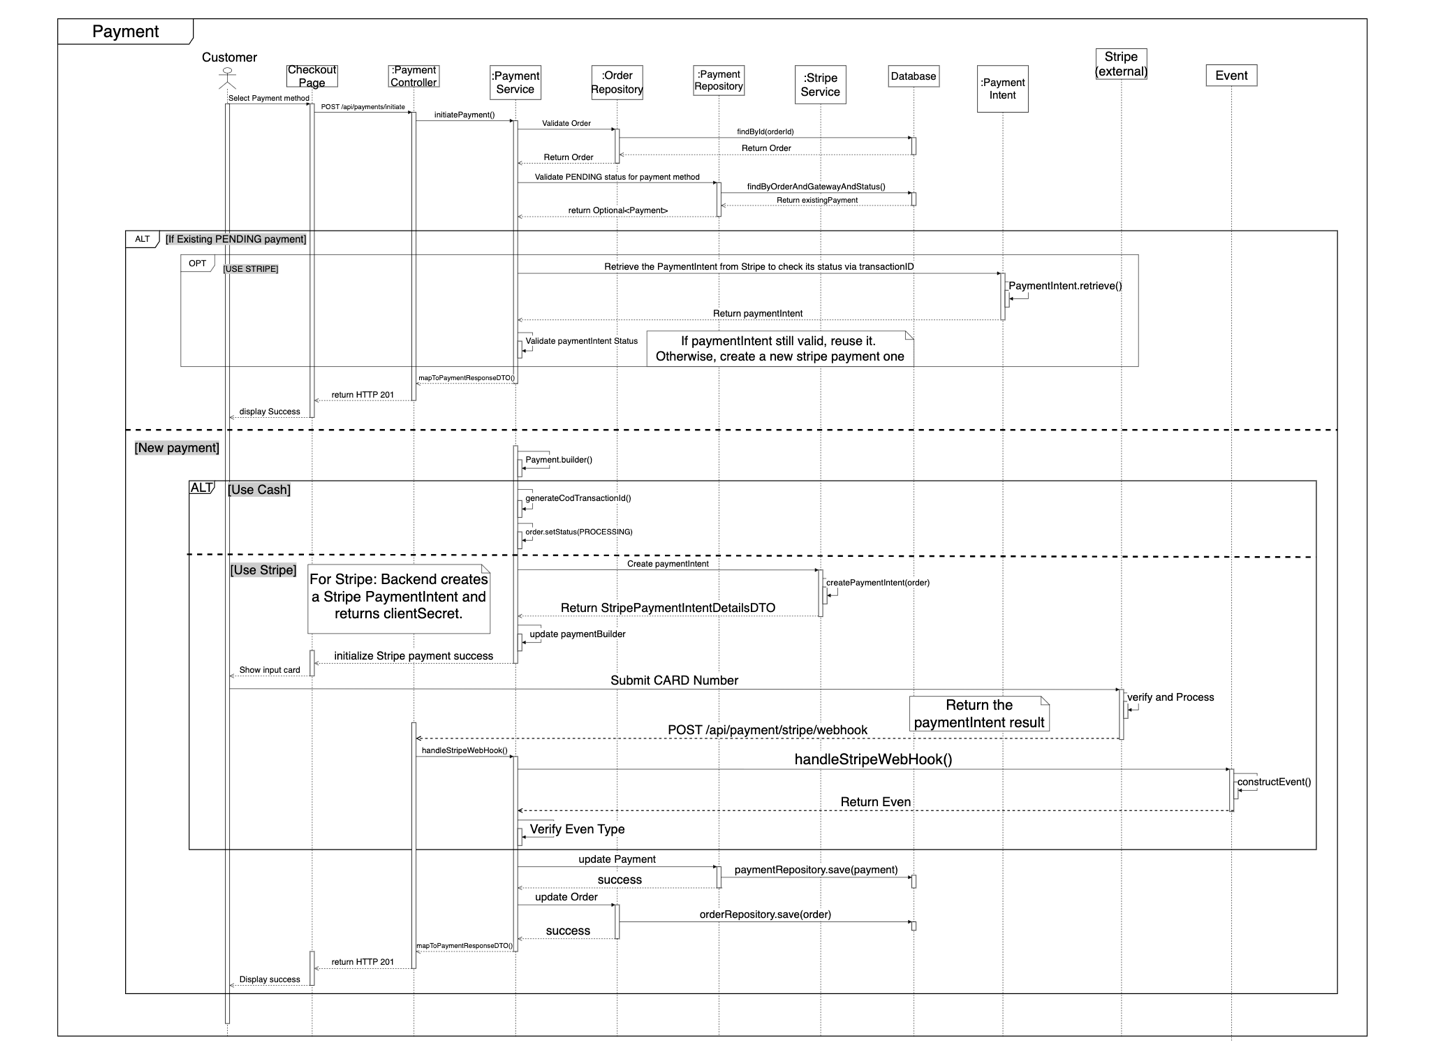 Payment
Customer
Checkout
Page
:Payment
Controller
:Payment
Service
:Order
Repository
:Payment
Repository
:Stripe
Service
Database
:Payment
Intent
Stripe
(external)
Event
Select Payment method
POST /api/payments/initiate
initiatePayment()
Validate Order
findById(orderId)
Return Order
Return Order
Validate PENDING status for payment method
findByOrderAndGatewayAndStatus()
Return existingPayment
return Optional<Payment>
ALT
[If Existing PENDING payment]
OPT
[USE STRIPE]
Retrieve the PaymentIntent from Stripe to check its status via transactionID
PaymentIntent.retrieve()
Return paymentIntent
Validate paymentIntent Status
If paymentIntent still valid, reuse it.
Otherwise, create a new stripe payment one
mapToPaymentResponseDTO()
return HTTP 201
display Success
[New payment]
Payment.builder()
ALT
[Use Cash]
generateCodTransactionId()
order.setStatus(PROCESSING)
[Use Stripe]
For Stripe: Backend creates
a Stripe PaymentIntent and
returns clientSecret.
Create paymentIntent
createPaymentIntent(order)
Return StripePaymentIntentDetailsDTO
update paymentBuilder
initialize Stripe payment success
Show input card
Submit CARD Number
verify and Process
Return the
paymentIntent result
POST /api/payment/stripe/webhook
handleStripeWebHook()
handleStripeWebHook()
constructEvent()
Return Even
Verify Even Type
update Payment
paymentRepository.save(payment)
success
update Order
orderRepository.save(order)
success
mapToPaymentResponseDTO()
return HTTP 201
Display success